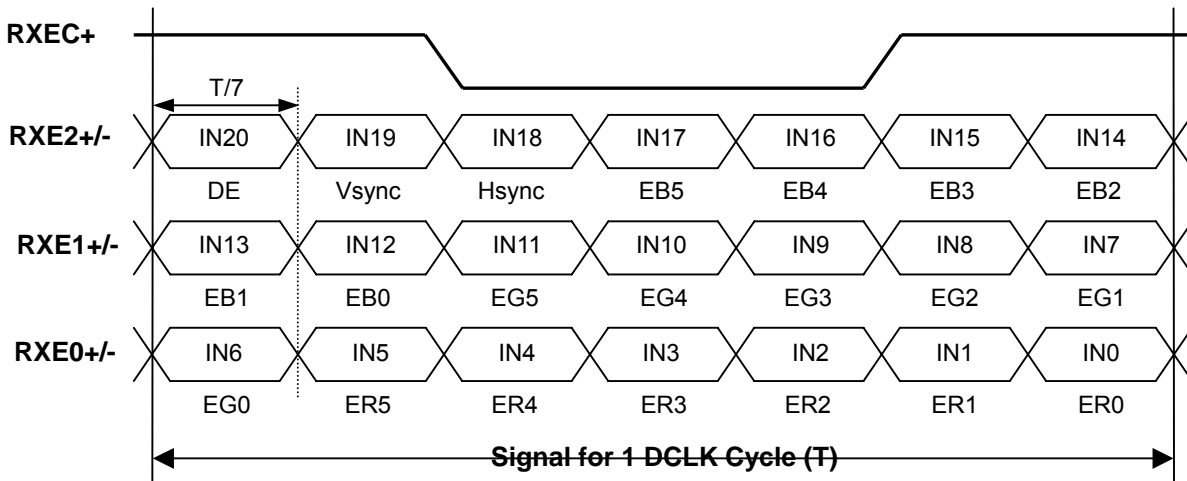 RXEC+
T/7
RXE2+/- IN20 IN19 IN18 IN17 IN16 IN15 IN14
DE Vsync Hsync EB5 EB4 EB3 EB2
RXE1+/- IN13 IN12 IN11 IN10 IN9 IN8 IN7
EB1 EB0 EG5 EG4 EG3 EG2 EG1
RXE0+/- IN6 IN5 IN4 IN3 IN2 IN1 IN0
EG0 ER5 ER4 ER3 ER2 ER1 ER0
Signal for 1 DCLK Cycle (T)